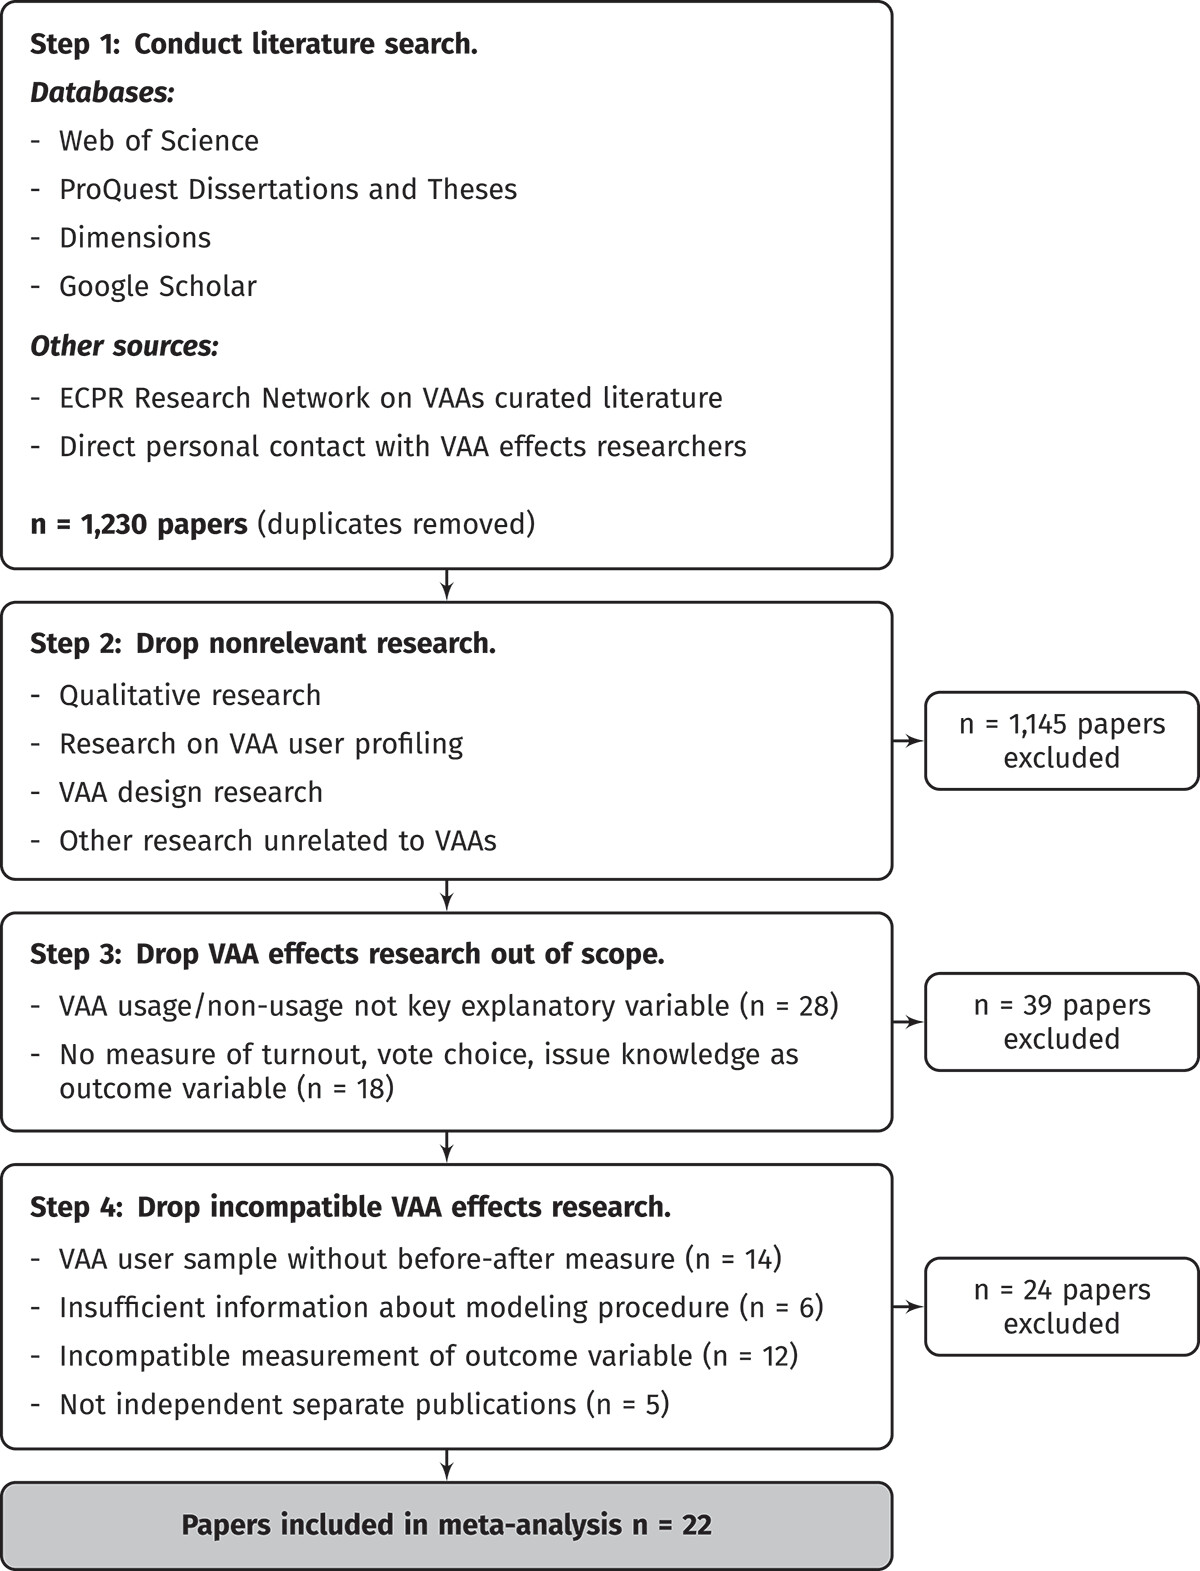 Step 1: Conduct literature search.
Databases:
- Web of Science
- ProQuest Dissertations and Theses
- Dimensions
- Google Scholar
Other sources:
- ECPR Research Network on VAAs curated literature
- Direct personal contact with VAA effects researchers
n = 1,230 papers (duplicates removed)
Step 2: Drop nonrelevant research.
- Qualitative research
- Research on VAA user profiling
- VAA design research
- Other research unrelated to VAAs
n = 1,145 papers
excluded
Step 3: Drop VAA effects research out of scope.
- VAA usage/non-usage not key explanatory variable (n = 28)
- No measure of turnout, vote choice, issue knowledge as
outcome variable (n = 18)
n = 39 papers
excluded
Step 4: Drop incompatible VAA effects research.
- VAA user sample without before-after measure (n = 14)
- Insufficient information about modeling procedure (n = 6)
- Incompatible measurement of outcome variable (n = 12)
- Not independent separate publications (n = 5)
n = 24 papers
excluded
Papers included in meta-analysis n = 22